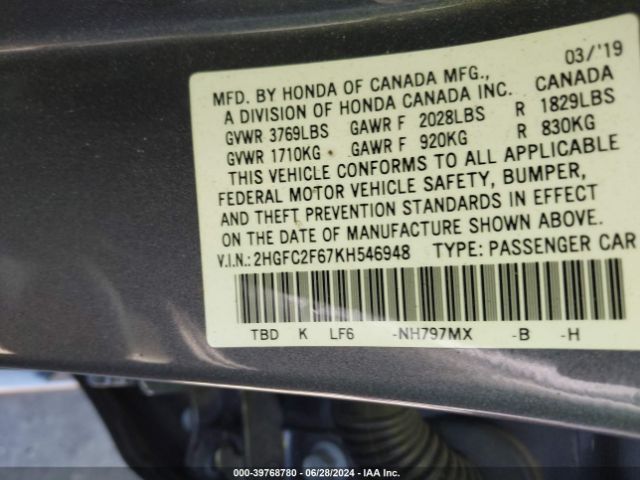 03/'19
MFD. BY HONDA OF CANADA MFG., CANADA
A DIVISION OF HONDA CANADA INC.
GVWR 3769LBS GAWR F 2028LBS R 1829LBS
GVWR 1710KG GAWR F 920KG R 830KG
THIS VEHICLE CONFORMS TO ALL APPLICABLE
FEDERAL MOTOR VEHICLE SAFETY, BUMPER,
AND THEFT PREVENTION STANDARDS IN EFFECT
ON THE DATE OF MANUFACTURE SHOWN ABOVE.
V.I.N.:2HGFC2F67KH546948 TYPE: PASSENGER CAR
TBD K LF6 -NH797MX -B -H
000-39768780 - 06/28/2024 - IAA Inc.